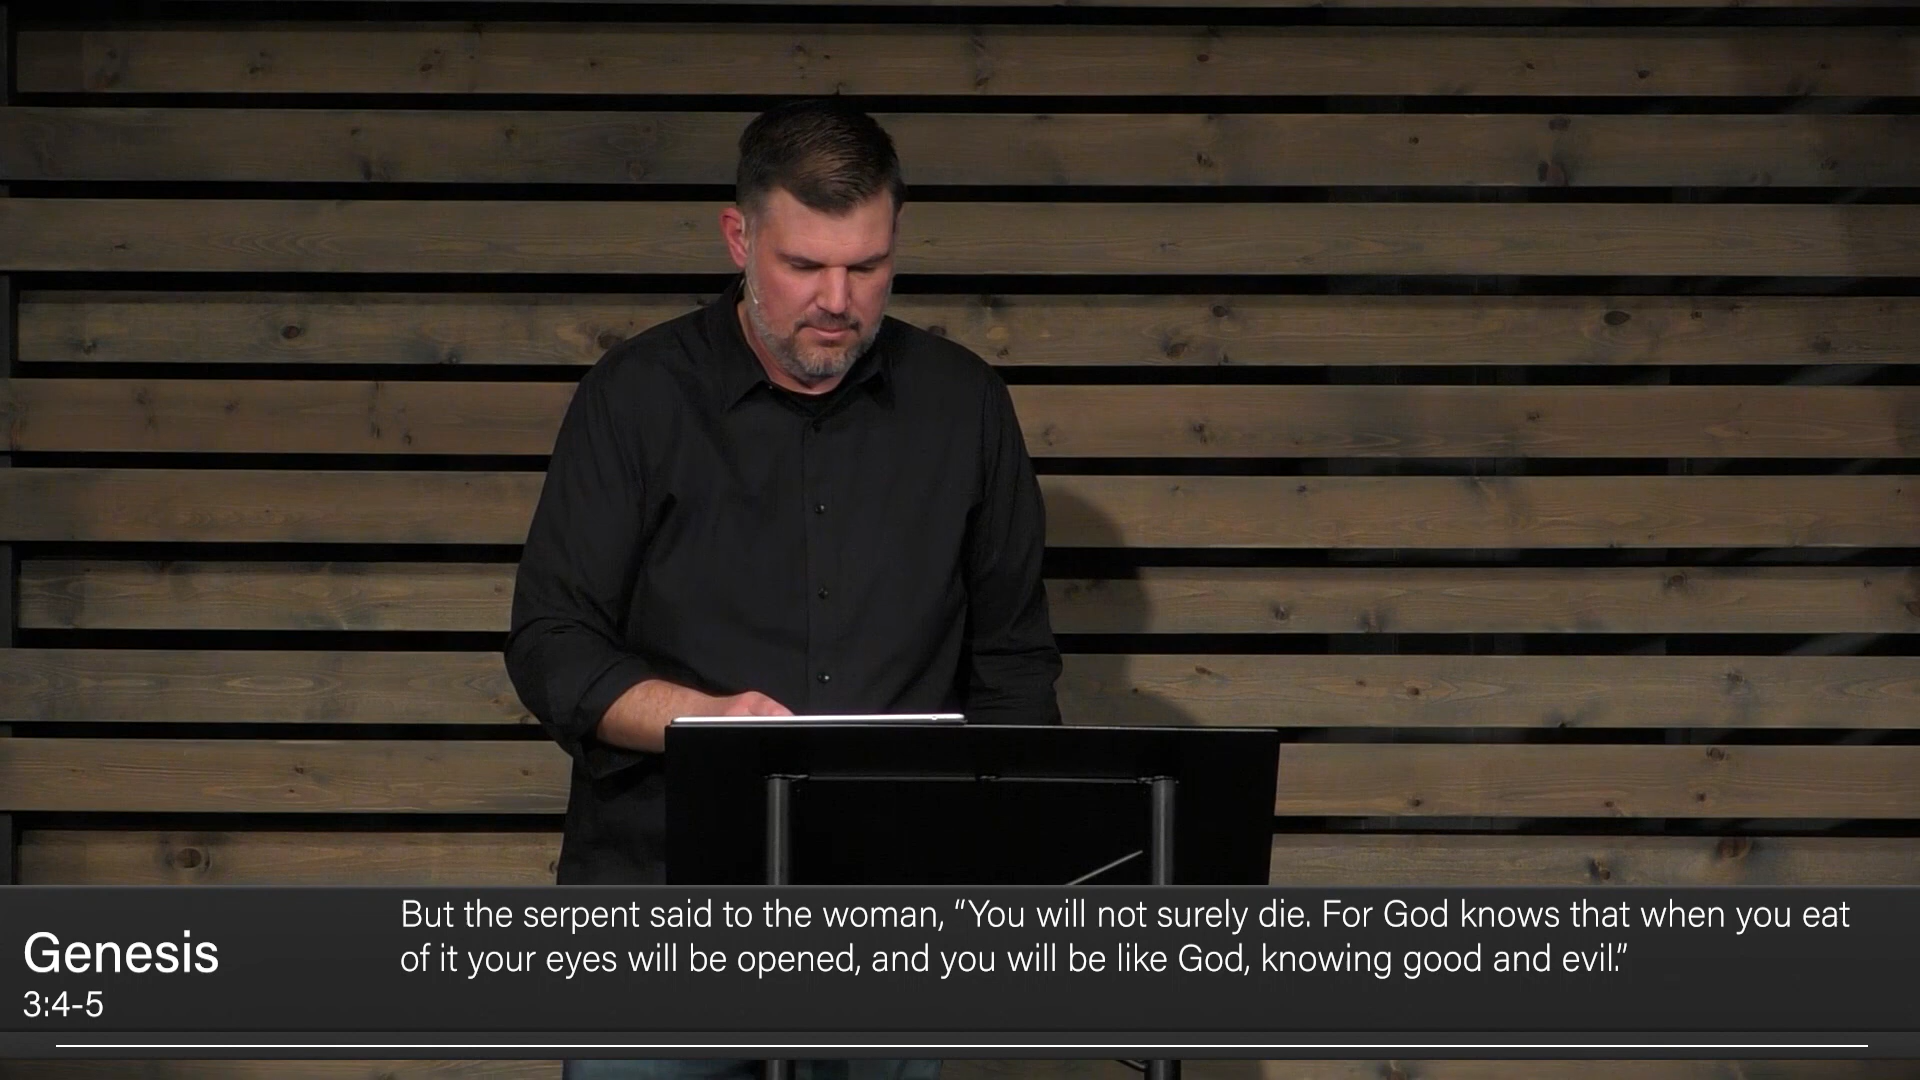 Genesis
3:4-5
But the serpent said to the woman, “You will not surely die. For God knows that when you eat
of it your eyes will be opened, and you will be like God, knowing good and evil.”